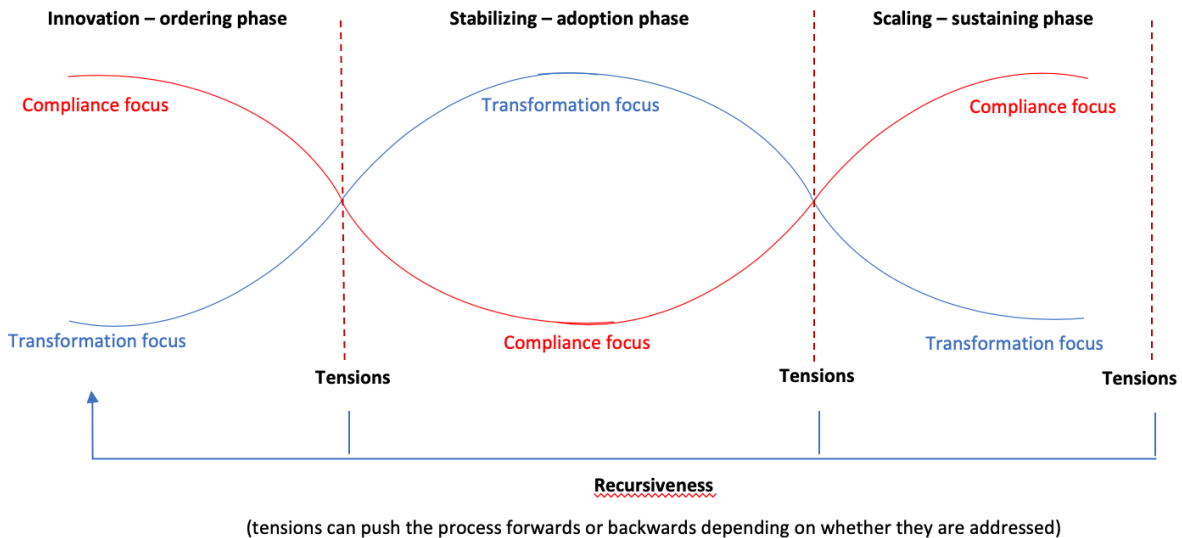 Innovation – ordering phase
Stabilizing – adoption phase
Scaling – sustaining phase
Compliance focus
Transformation focus
Compliance focus
Transformation focus
Compliance focus
Transformation focus
Tensions
Tensions
Tensions
Recursiveness
(tensions can push the process forwards or backwards depending on whether they are addressed)